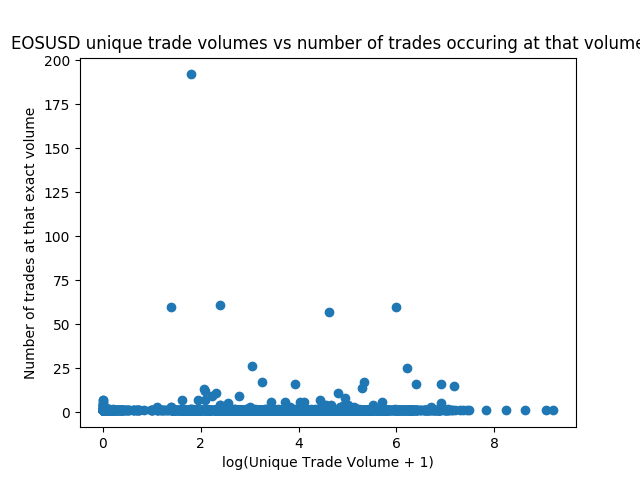 EOSUSD unique trade volumes vs number of trades occuring at that volume
200
175
150
125
100
75
50
25
0
Number of trades at that exact volume
0 2 4 6 8
log(Unique Trade Volume + 1)